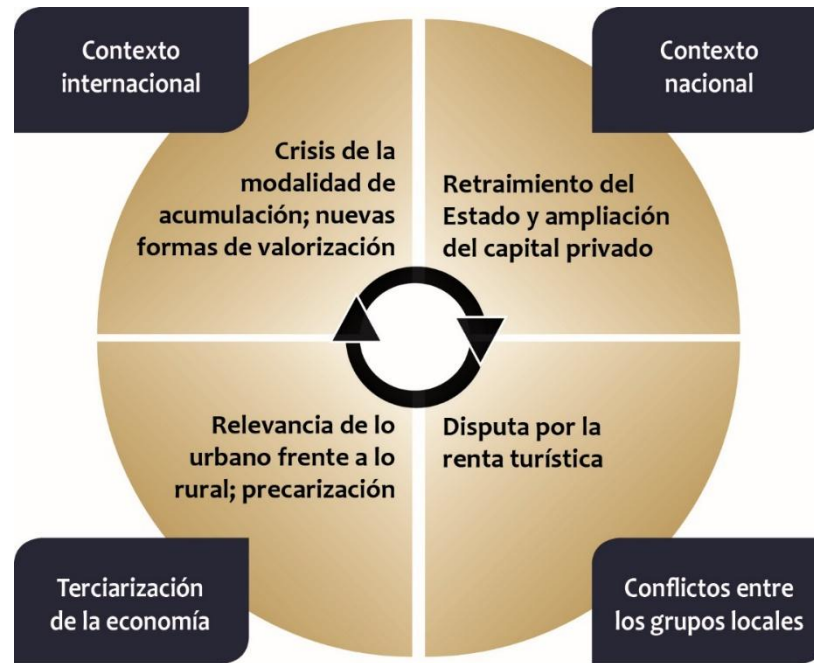 Contexto
internacional
Contexto
nacional
Crisis de la
modalidad de
acumulación; nuevas
formas de valorización
Retraimiento del
Estado y ampliación
del capital privado
Relevancia de lo
urbano frente a lo
rural; precarización
Disputa por la
renta turística
Terciarización
de la economía
Conflictos entre
los grupos locales